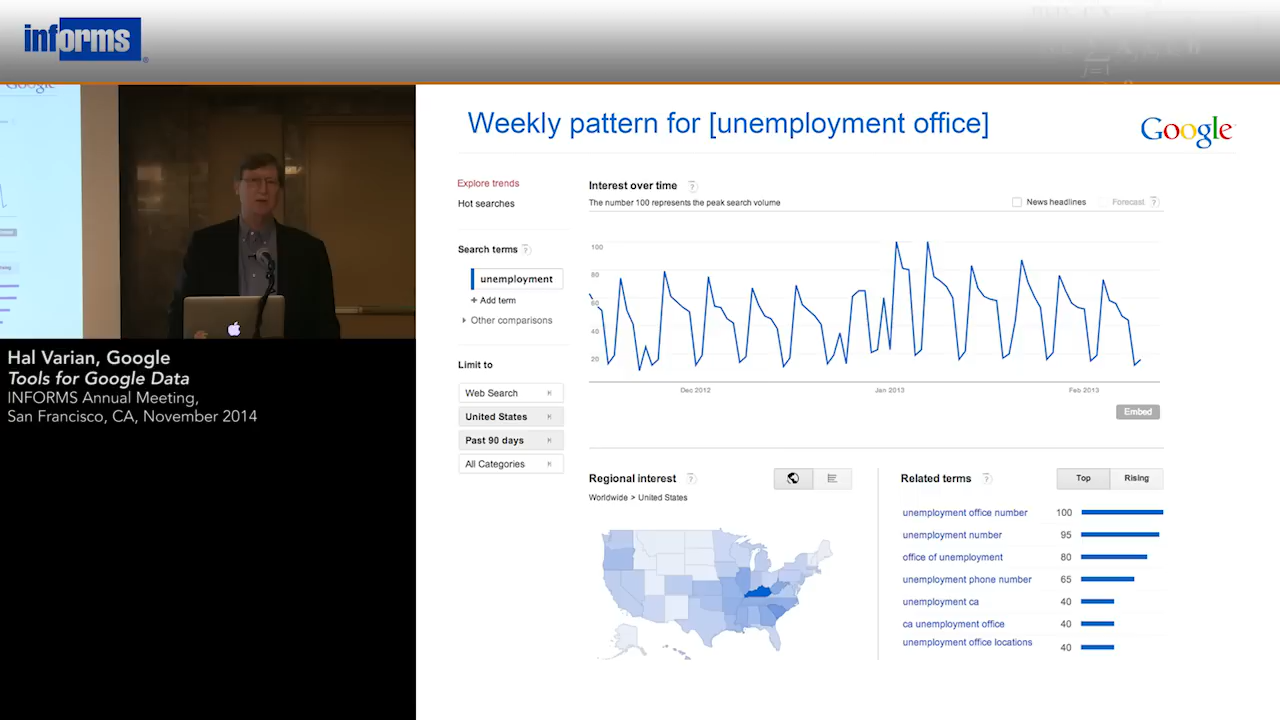 informs
Google
Hal Varian, Google
Tools for Google Data
INFORMS Annual Meeting,
San Francisco, CA, November 2014
Weekly pattern for [unemployment office]
Google
Explore trends
Hot searches
Search terms ?
unemployment
+ Add term
Other comparisons
Limit to
Web Search
United States
Past 90 days
All Categories
Interest over time ?
The number 100 represents the peak search volume
News headlines Forecast ?
100
80
60
40
20
Dec 2012 Jan 2013 Feb 2013
Embed
Regional interest ?
Worldwide > United States
Related terms ? Top Rising
unemployment office number 100
unemployment number 95
office of unemployment 80
unemployment phone number 65
unemployment ca 40
ca unemployment office 40
unemployment office locations 40